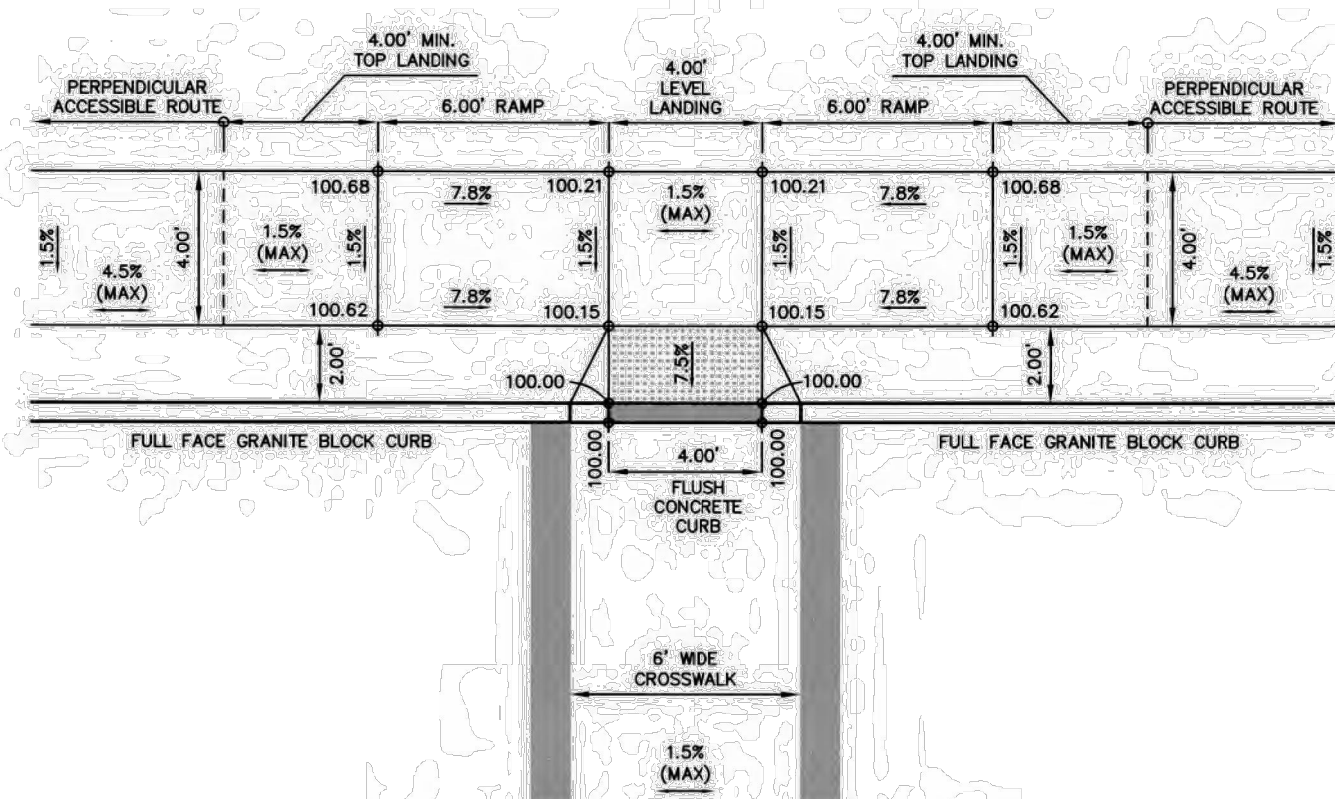 4.00' MIN.
TOP LANDING
4.00'
LEVEL
LANDING
4.00' MIN.
TOP LANDING
PERPENDICULAR
ACCESSIBLE ROUTE
6.00' RAMP
6.00' RAMP
PERPENDICULAR
ACCESSIBLE ROUTE
100.68
7.8%
100.21
1.5%
(MAX)
100.21
7.8%
100.68
1.5%
4.5%
(MAX)
4.00'
1.5%
(MAX)
1.5%
1.5%
1.5%
1.5%
1.5%
(MAX)
4.00'
4.5%
(MAX)
1.5%
100.62
7.8%
100.15
100.15
7.8%
100.62
2.00'
7.5%
2.00'
100.00
100.00
FULL FACE GRANITE BLOCK CURB
FULL FACE GRANITE BLOCK CURB
100.00
4.00'
100.00
FLUSH
CONCRETE
CURB
6' WIDE
CROSSWALK
1.5%
(MAX)